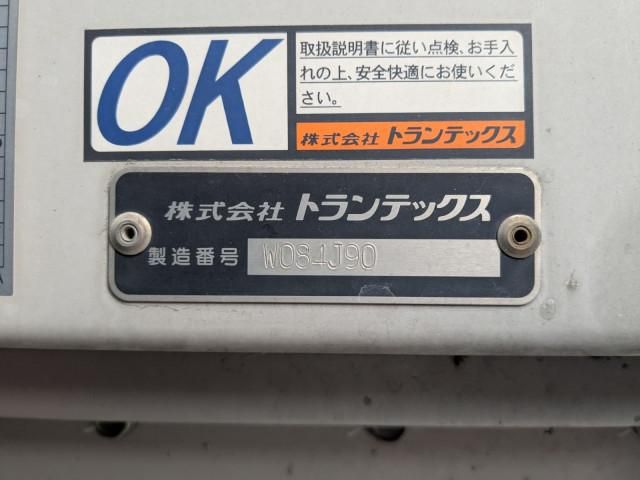 OK
取扱説明書に従い点検、お手入
れの上、安全快適にお使いくだ
さい。
株式会社 トランテックス
株式会社 トランテックス
製造番号 W084J90